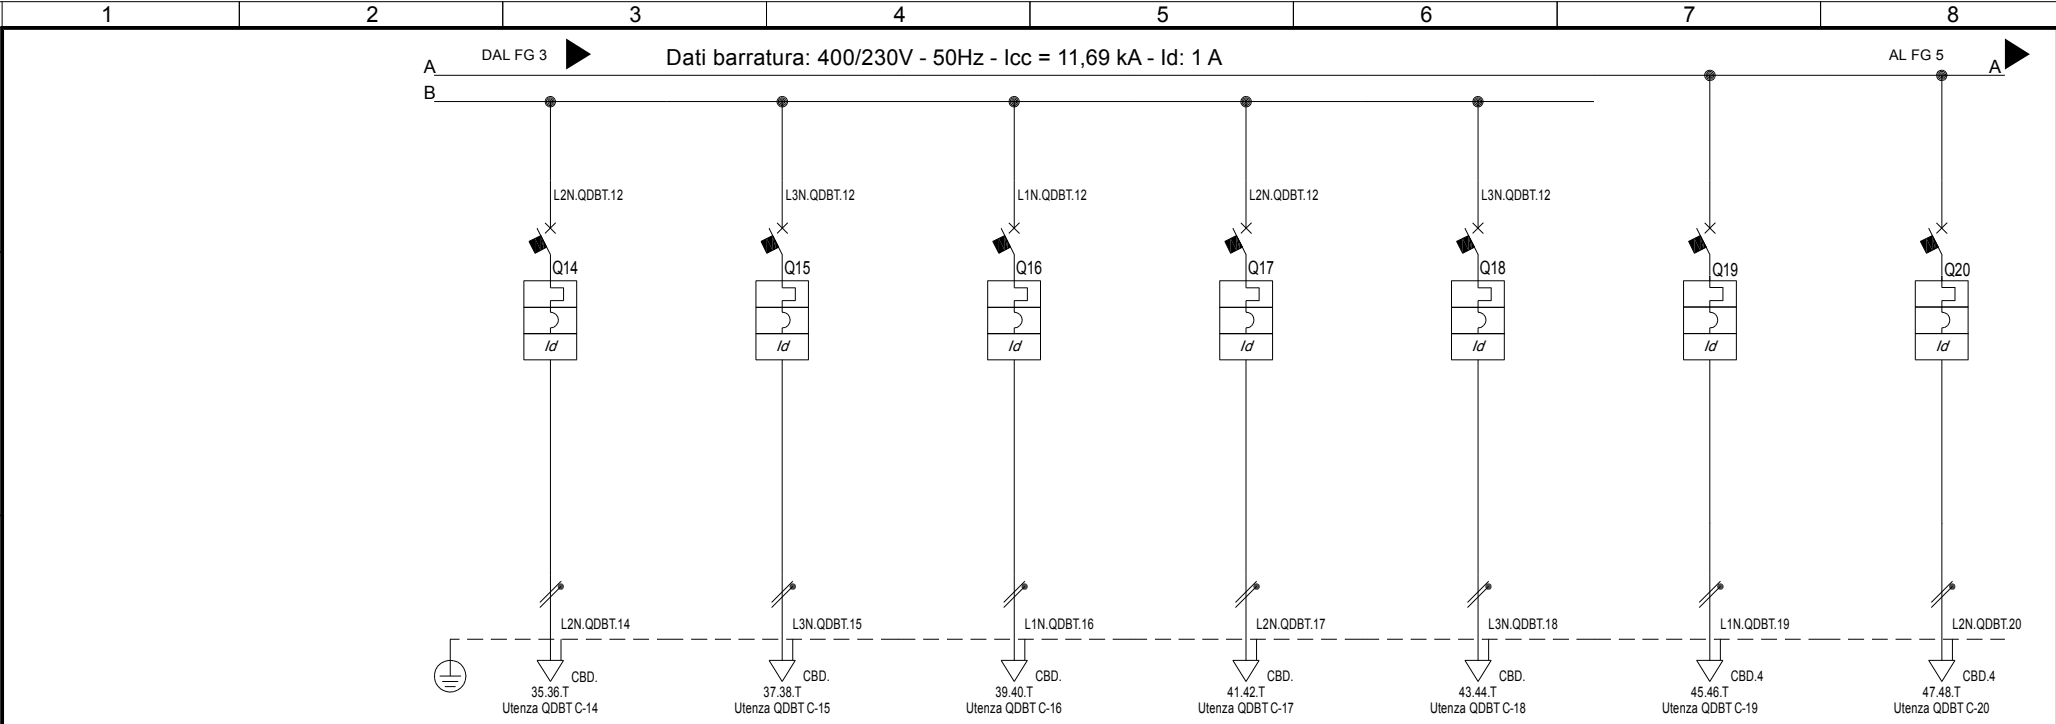 1 2 3 4 5 6 7 8
DAL FG 3 Dati barratura: 400/230V - 50Hz - Icc = 11,69 kA - Id: 1 A AL FG 5
A A
B
L2N.QDBT.12 L3N.QDBT.12 L1N.QDBT.12 L2N.QDBT.12 L3N.QDBT.12
Q14 Q15 Q16 Q17 Q18 Q19 Q20
Id Id Id Id Id Id Id
L2N.QDBT.14 L3N.QDBT.15 L1N.QDBT.16 L2N.QDBT.17 L3N.QDBT.18 L1N.QDBT.19 L2N.QDBT.20
CBD. CBD. CBD. CBD. CBD. CBD.4 CBD.4
35.36.T 37.38.T 39.40.T 41.42.T 43.44.T 45.46.T 47.48.T
Utenza QDBT C-14 Utenza QDBT C-15 Utenza QDBT C-16 Utenza QDBT C-17 Utenza QDBT C-18 Utenza QDBT C-19 Utenza QDBT C-20